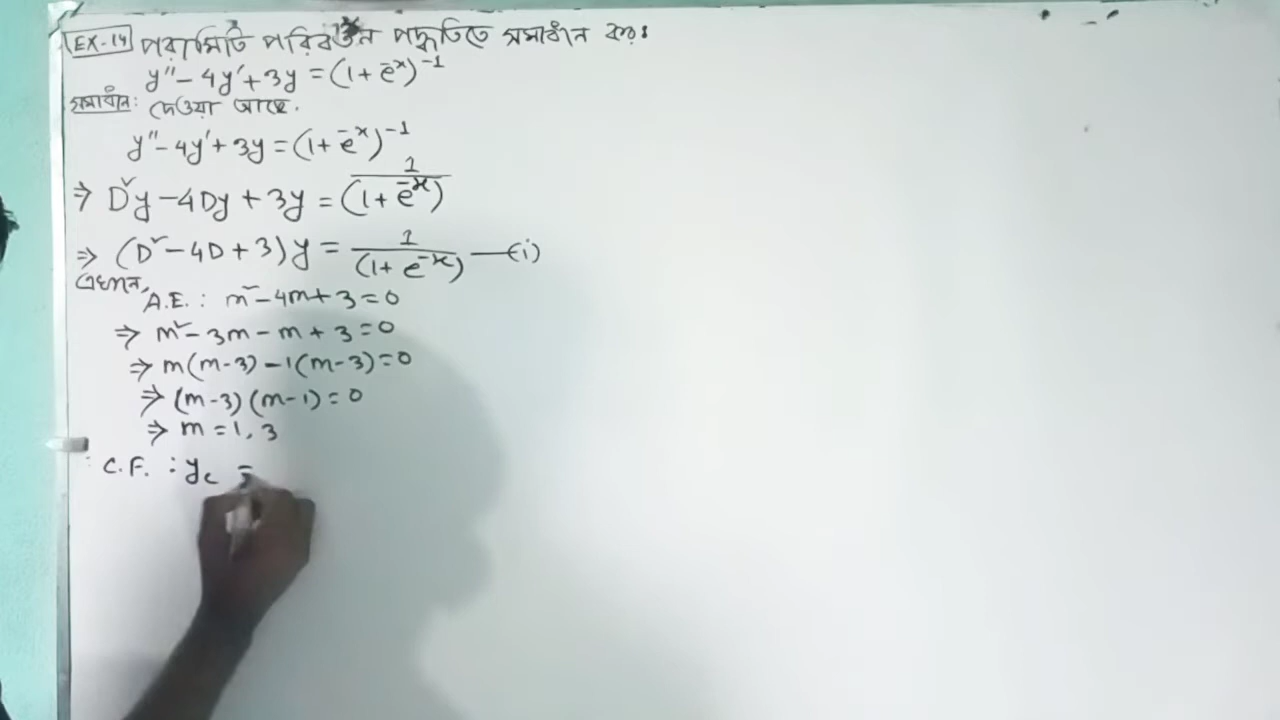 EX-14 প্যরামিটি পরিবর্তন পদ্ধতিতে সমাধান করঃ
y'' - 4y' + 3y = (1 + e^-x)^-1
সমাধান: দেওয়া আছে.
y'' - 4y' + 3y = (1 + e^-x)^-1
⇒ D²y - 4Dy + 3y = 1/(1 + e^-x)
⇒ (D² - 4D + 3)y = 1/(1 + e^-x) —(i)
এখন,
A.E. : m² - 4m + 3 = 0
⇒ m² - 3m - m + 3 = 0
⇒ m(m-3) - 1(m-3) = 0
⇒ (m-3)(m-1) = 0
⇒ m = 1, 3
C.F. : y_c =